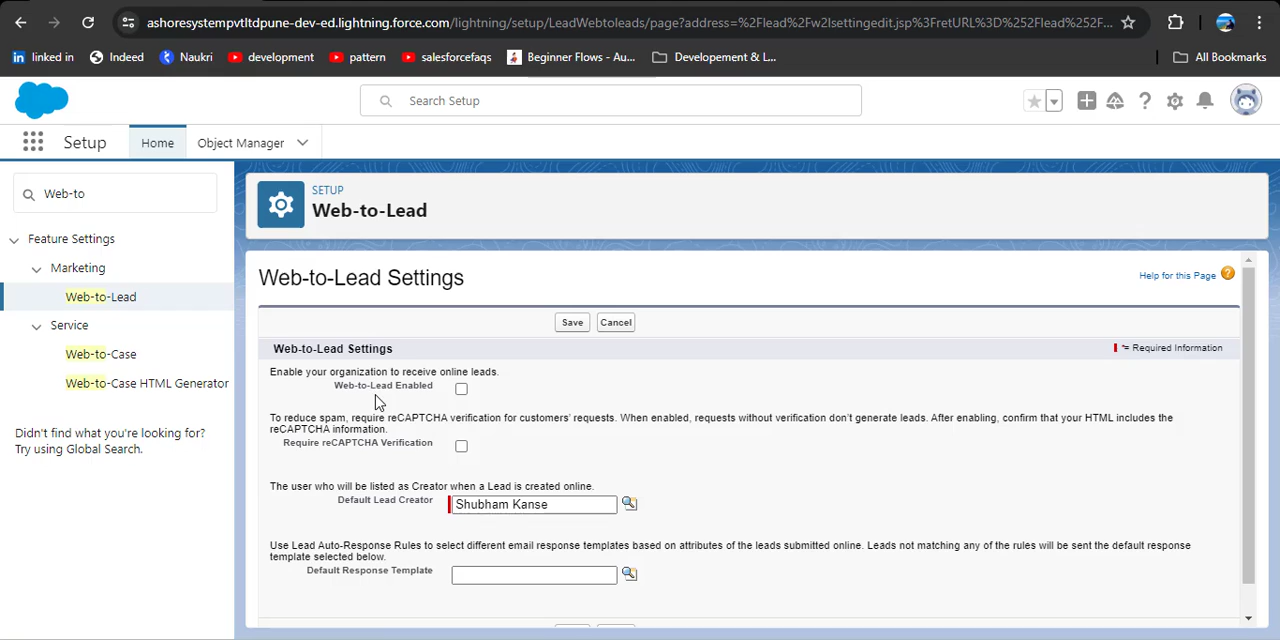 ashoresystempvtltdpune-dev-ed.lightning.force.com/lightning/setup/LeadWebtoleads/page?address=%2Flead%2Fw2lsettingedit.jsp%3FretURL%3D%252Flead%252F...
linked in
Indeed
Naukri
development
pattern
salesforcefaqs
Beginner Flows - Au...
Developement & L...
All Bookmarks
Search Setup
Setup
Home
Object Manager
Web-to
Feature Settings
Marketing
Web-to-Lead
Service
Web-to-Case
Web-to-Case HTML Generator
Didn't find what you're looking for?
Try using Global Search.
SETUP
Web-to-Lead
Web-to-Lead Settings
Help for this Page
Save
Cancel
Web-to-Lead Settings
= Required Information
Enable your organization to receive online leads.
Web-to-Lead Enabled
To reduce spam, require reCAPTCHA verification for customers' requests. When enabled, requests without verification don't generate leads. After enabling, confirm that your HTML includes the
reCAPTCHA information.
Require reCAPTCHA Verification
The user who will be listed as Creator when a Lead is created online.
Default Lead Creator
Shubham Kanse
Use Lead Auto-Response Rules to select different email response templates based on attributes of the leads submitted online. Leads not matching any of the rules will be sent the default response
template selected below.
Default Response Template